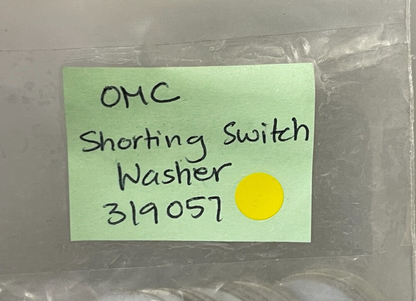 OMC
Shorting Switch
Washer
319057